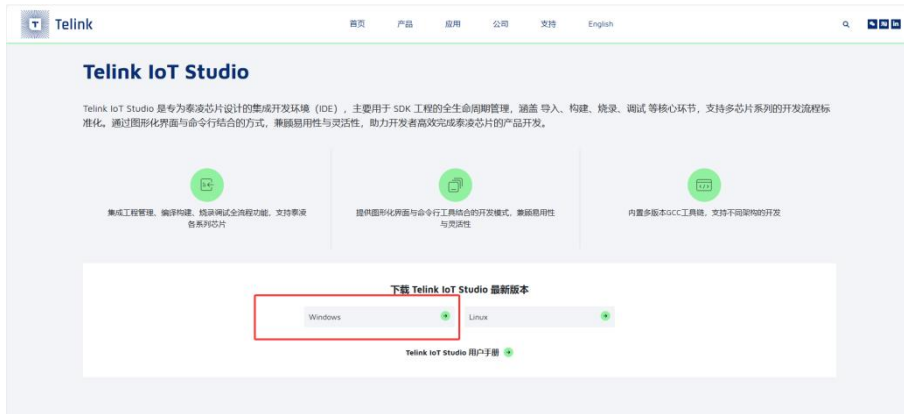 Telink
首页 产品 应用 公司 支持 English
Telink IoT Studio
Telink IoT Studio 是专为泰凌芯片设计的集成开发环境（IDE），主要用于 SDK 工程的全生命周期管理，涵盖 导入、构建、烧录、调试 等核心环节，支持多芯片系列的开发流程标
准化。通过图形化界面与命令行结合的方式，兼顾易用性与灵活性，助力开发者高效完成泰凌芯片的产品开发。
集成工程管理、编译构建、烧录调试全流程功能，支持泰凌
各系列芯片
提供图形化界面与命令行工具结合的开发模式，兼顾易用性
与灵活性
内置多版本GCC工具链，支持不同架构的开发
下载 Telink IoT Studio 最新版本
Windows
Linux
Telink IoT Studio 用户手册